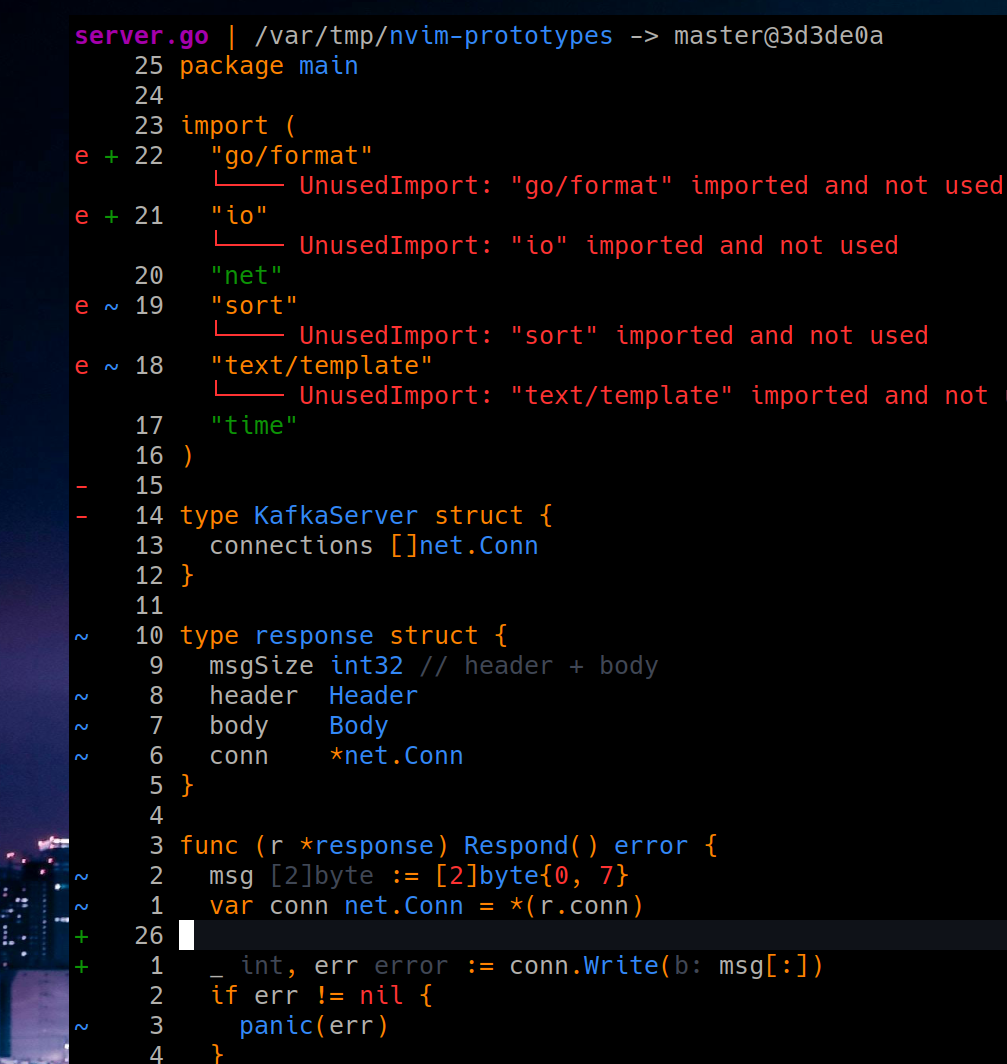 server.go | /var/tmp/nvim-prototypes -> master@3d3de0a
25 package main
24
23 import (
e + 22 "go/format"
└──── UnusedImport: "go/format" imported and not used
e + 21 "io"
└──── UnusedImport: "io" imported and not used
20 "net"
e ~ 19 "sort"
└──── UnusedImport: "sort" imported and not used
e ~ 18 "text/template"
└──── UnusedImport: "text/template" imported and not
17 "time"
16 )
- 15
- 14 type KafkaServer struct {
13 connections []net.Conn
12 }
11
~ 10 type response struct {
9 msgSize int32 // header + body
~ 8 header Header
~ 7 body Body
~ 6 conn *net.Conn
5 }
4
3 func (r *response) Respond() error {
~ 2 msg [2]byte := [2]byte{0, 7}
~ 1 var conn net.Conn = *(r.conn)
+ 26
+ 1 _ int, err error := conn.Write(b: msg[:])
2 if err != nil {
~ 3 panic(err)
4 }